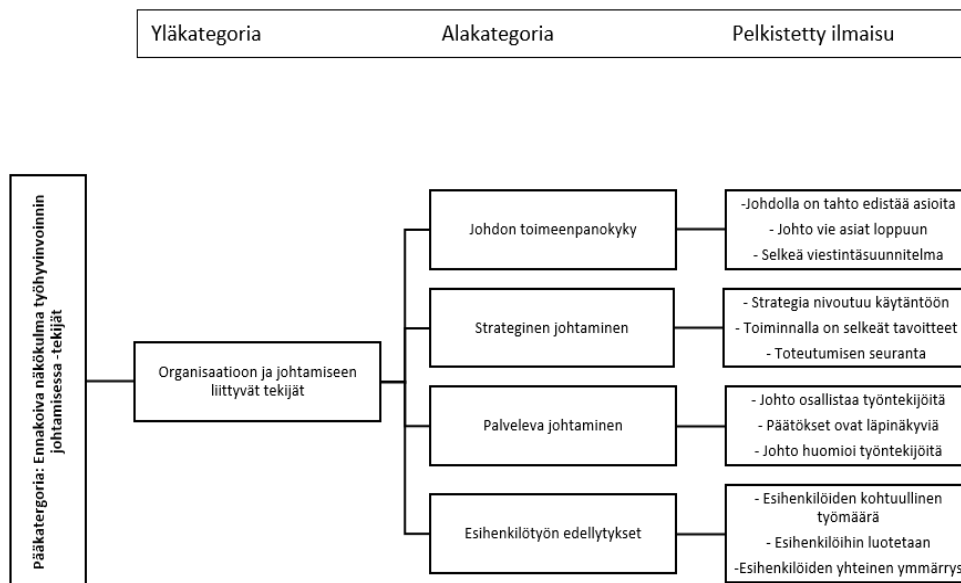 Yläkategoria
Alakategoria
Pelkistetty ilmaisu
Pääkatergoria: Ennakoiva näkökulma työhyvinvoinnin
johtamisessa -tekijät
Organisaatioon ja johtamiseen
liittyvät tekijät
Johdon toimeenpanokyky
-Johdolla on tahto edistää asioita
- Johto vie asiat loppuun
- Selkeä viestintäsuunnitelma
Strateginen johtaminen
- Strategia nivoutuu käytäntöön
- Toiminnalla on selkeät tavoitteet
- Toteutumisen seuranta
Palveleva johtaminen
- Johto osallistaa työntekijöitä
- Päätökset ovat läpinäkyviä
- Johto huomioi työntekijöitä
Esihenkilötyön edellytykset
- Esihenkilöiden kohtuullinen
työmäärä
- Esihenkilöihin luotetaan
-Esihenkilöiden yhteinen ymmärrys